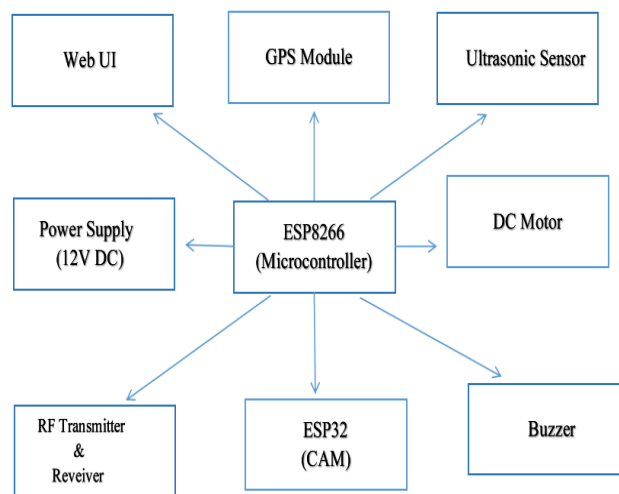 Web UI
GPS Module
Ultrasonic Sensor
Power Supply
(12V DC)
ESP8266
(Microcontroller)
DC Motor
RF Transmitter
&
Reveiver
ESP32
(CAM)
Buzzer